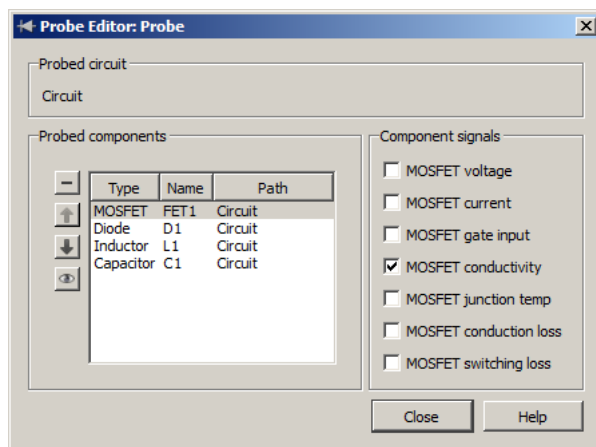 Probe Editor: Probe
Probed circuit
Circuit
Probed components
Type Name Path
MOSFET FET1 Circuit
Diode D1 Circuit
Inductor L1 Circuit
Capacitor C1 Circuit
Component signals
MOSFET voltage
MOSFET current
MOSFET gate input
MOSFET conductivity
MOSFET junction temp
MOSFET conduction loss
MOSFET switching loss
Close Help